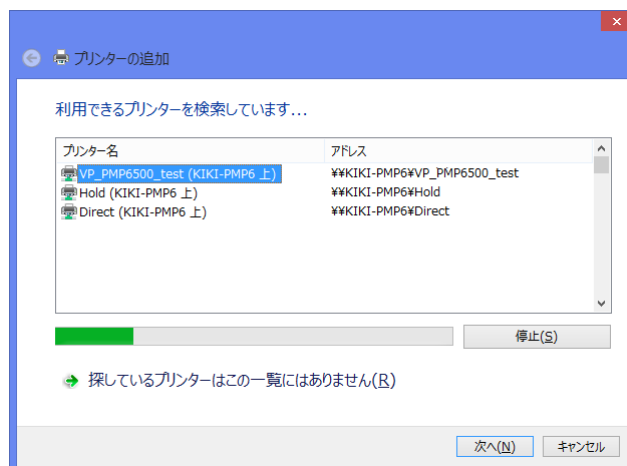 プリンターの追加
利用できるプリンターを検索しています...
プリンター名 アドレス
VP_PMP6500_test (KIKI-PMP6 上) ¥¥KIKI-PMP6¥VP_PMP6500_test
Hold (KIKI-PMP6 上) ¥¥KIKI-PMP6¥Hold
Direct (KIKI-PMP6 上) ¥¥KIKI-PMP6¥Direct
停止(S)
探しているプリンターはこの一覧にはありません(R)
次へ(N) キャンセル